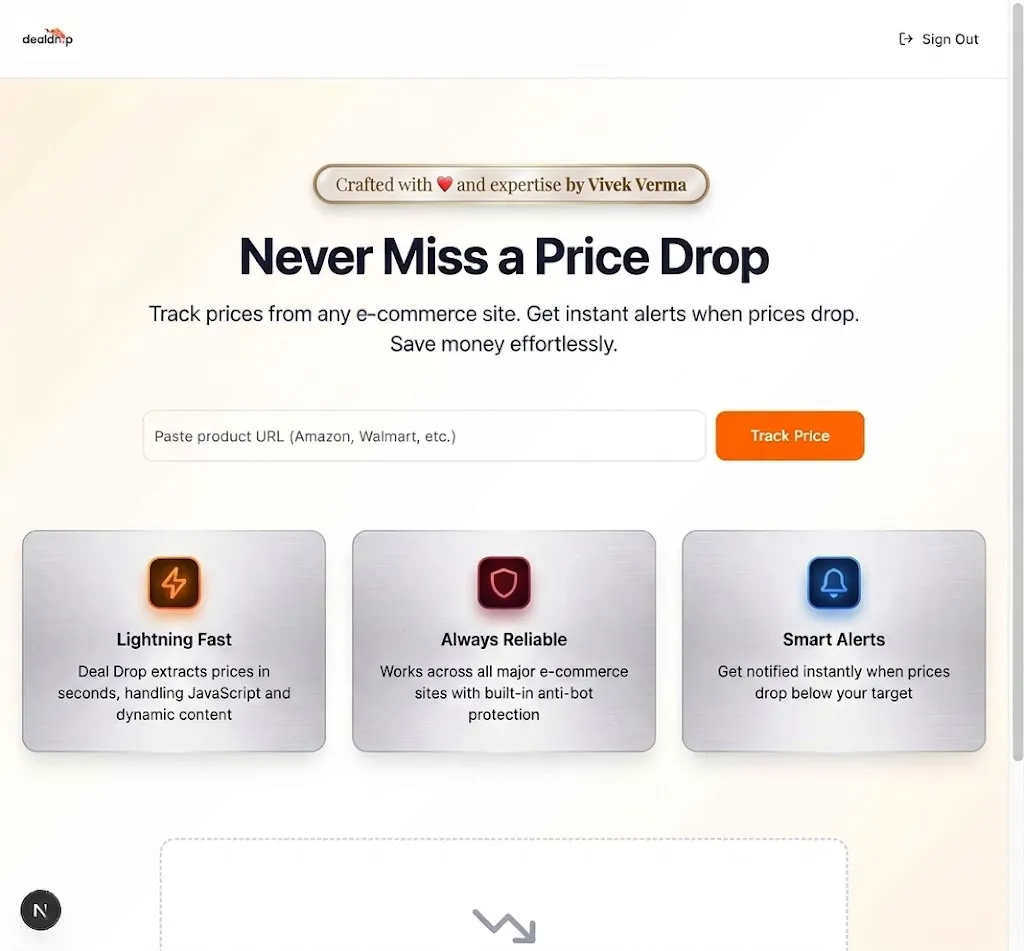 dealdrop
Sign Out
Crafted with ❤️ and expertise by Vivek Verma
Never Miss a Price Drop
Track prices from any e-commerce site. Get instant alerts when prices drop.
Save money effortlessly.
Paste product URL (Amazon, Walmart, etc.)
Track Price
Lightning Fast
Deal Drop extracts prices in
seconds, handling JavaScript and
dynamic content
Always Reliable
Works across all major e-commerce
sites with built-in anti-bot
protection
Smart Alerts
Get notified instantly when prices
drop below your target
N